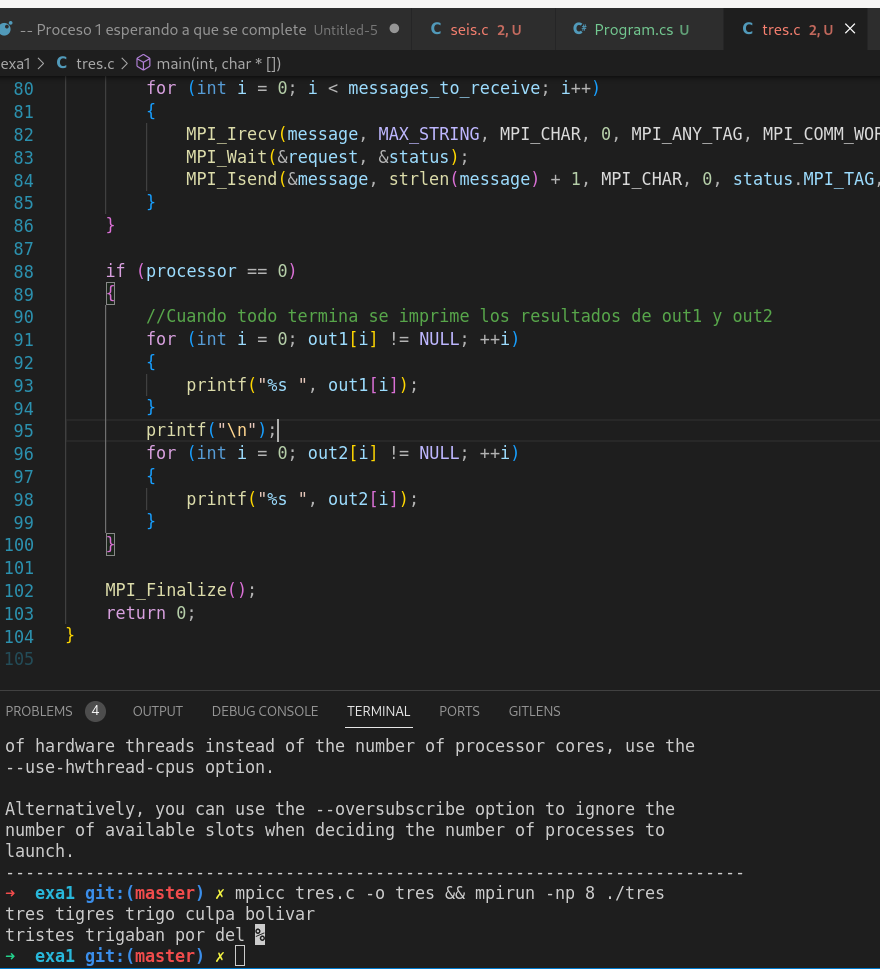 -- Proceso 1 esperando a que se complete Untitled-5 ● C seis.c 2, U C# Program.cs U C tres.c 2, U ×
exa1 > C tres.c > main(int, char * [])
80 for (int i = 0; i < messages_to_receive; i++)
81 {
82 MPI_Irecv(message, MAX_STRING, MPI_CHAR, 0, MPI_ANY_TAG, MPI_COMM_WOR
83 MPI_Wait(&request, &status);
84 MPI_Isend(&message, strlen(message) + 1, MPI_CHAR, 0, status.MPI_TAG,
85 }
86 }
87
88 if (processor == 0)
89 {
90 //Cuando todo termina se imprime los resultados de out1 y out2
91 for (int i = 0; out1[i] != NULL; ++i)
92 {
93 printf("%s ", out1[i]);
94 }
95 printf("\n");
96 for (int i = 0; out2[i] != NULL; ++i)
97 {
98 printf("%s ", out2[i]);
99 }
100 }
101
102 MPI_Finalize();
103 return 0;
104 }
105
PROBLEMS 4 OUTPUT DEBUG CONSOLE TERMINAL PORTS GITLENS
of hardware threads instead of the number of processor cores, use the
--use-hwthread-cpus option.
Alternatively, you can use the --oversubscribe option to ignore the
number of available slots when deciding the number of processes to
launch.
--------------------------------------------------------------------------
→ exa1 git:(master) ✗ mpicc tres.c -o tres && mpirun -np 8 ./tres
tres tigres trigo culpa bolivar
tristes trigaban por del %
→ exa1 git:(master) ✗